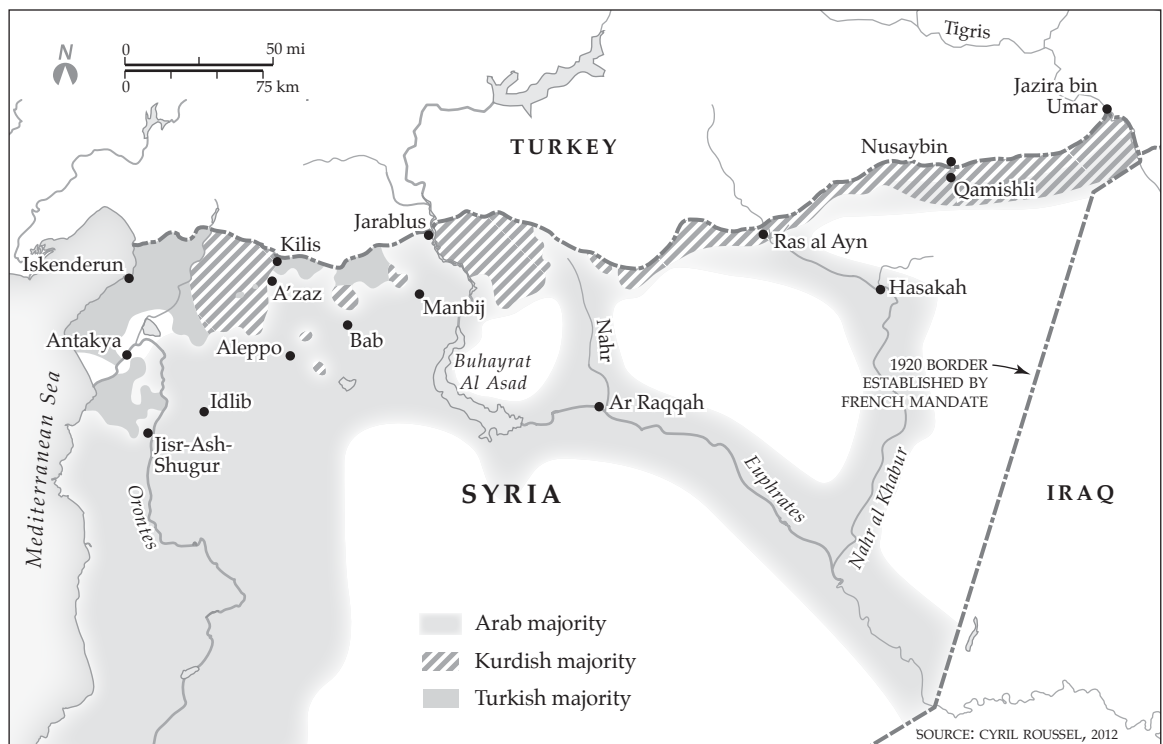 N
0
50 mi
0
75 km
Tigris
Jazira bin
Umar
TURKEY
Nusaybin
Qamishli
Jarablus
Kilis
Ras al Ayn
Iskenderun
A'zaz
Manbij
Hasakah
Antakya
Aleppo
Bab
Nahr
Buhayrat
Al Asad
1920 BORDER
ESTABLISHED BY
FRENCH MANDATE
Idlib
Ar Raqqah
Mediterranean Sea
Jisr-Ash-
Shugur
Orontes
SYRIA
Euphrates
Nahr al Khabur
IRAQ
Arab majority
Kurdish majority
Turkish majority
SOURCE: CYRIL ROUSSEL, 2012